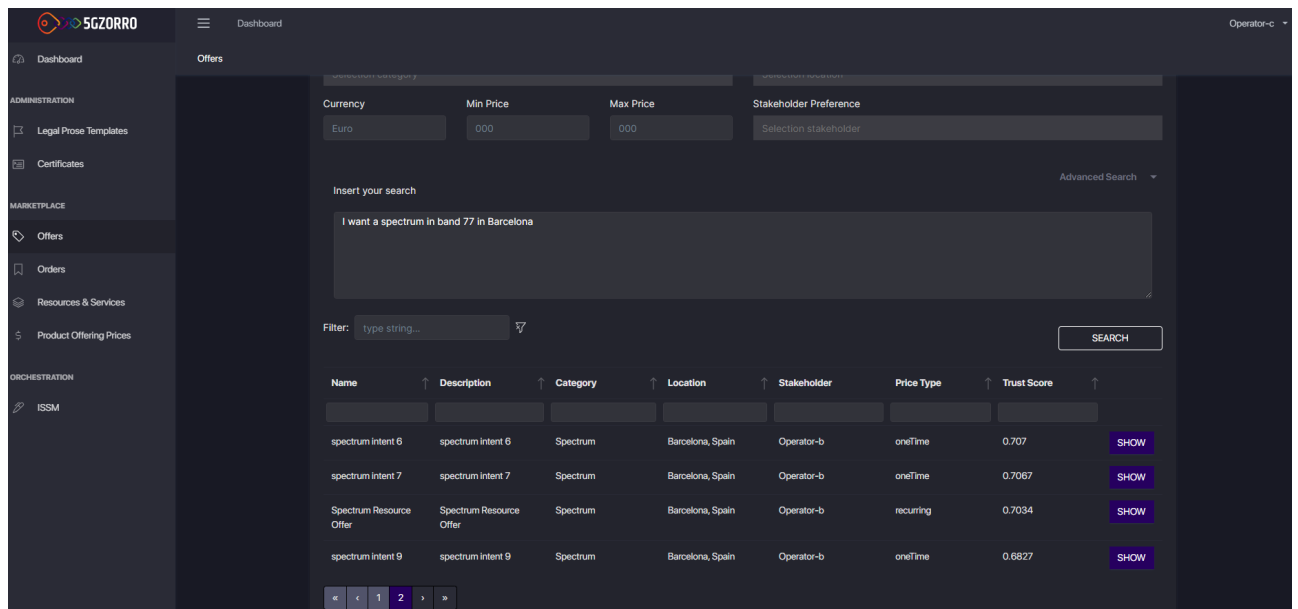 5GZORRO
Dashboard
Operator-c
Dashboard
Offers
ADMINISTRATION
Legal Prose Templates
Certificates
MARKETPLACE
Offers
Orders
Resources & Services
Product Offering Prices
ORCHESTRATION
ISSM
Selection category
Selection location
Currency
Min Price
Max Price
Stakeholder Preference
Euro
000
000
Selection stakeholder
Advanced Search
Insert your search
I want a spectrum in band 77 in Barcelona
Filter:
type string...
SEARCH
Name Description Category Location Stakeholder Price Type Trust Score
spectrum intent 6 spectrum intent 6 Spectrum Barcelona, Spain Operator-b oneTime 0.707 SHOW
spectrum intent 7 spectrum intent 7 Spectrum Barcelona, Spain Operator-b oneTime 0.7067 SHOW
Spectrum Resource Spectrum Resource Spectrum Barcelona, Spain Operator-b recurring 0.7034 SHOW
Offer Offer
spectrum intent 9 spectrum intent 9 Spectrum Barcelona, Spain Operator-b oneTime 0.6827 SHOW
« ‹ 1 2 › »